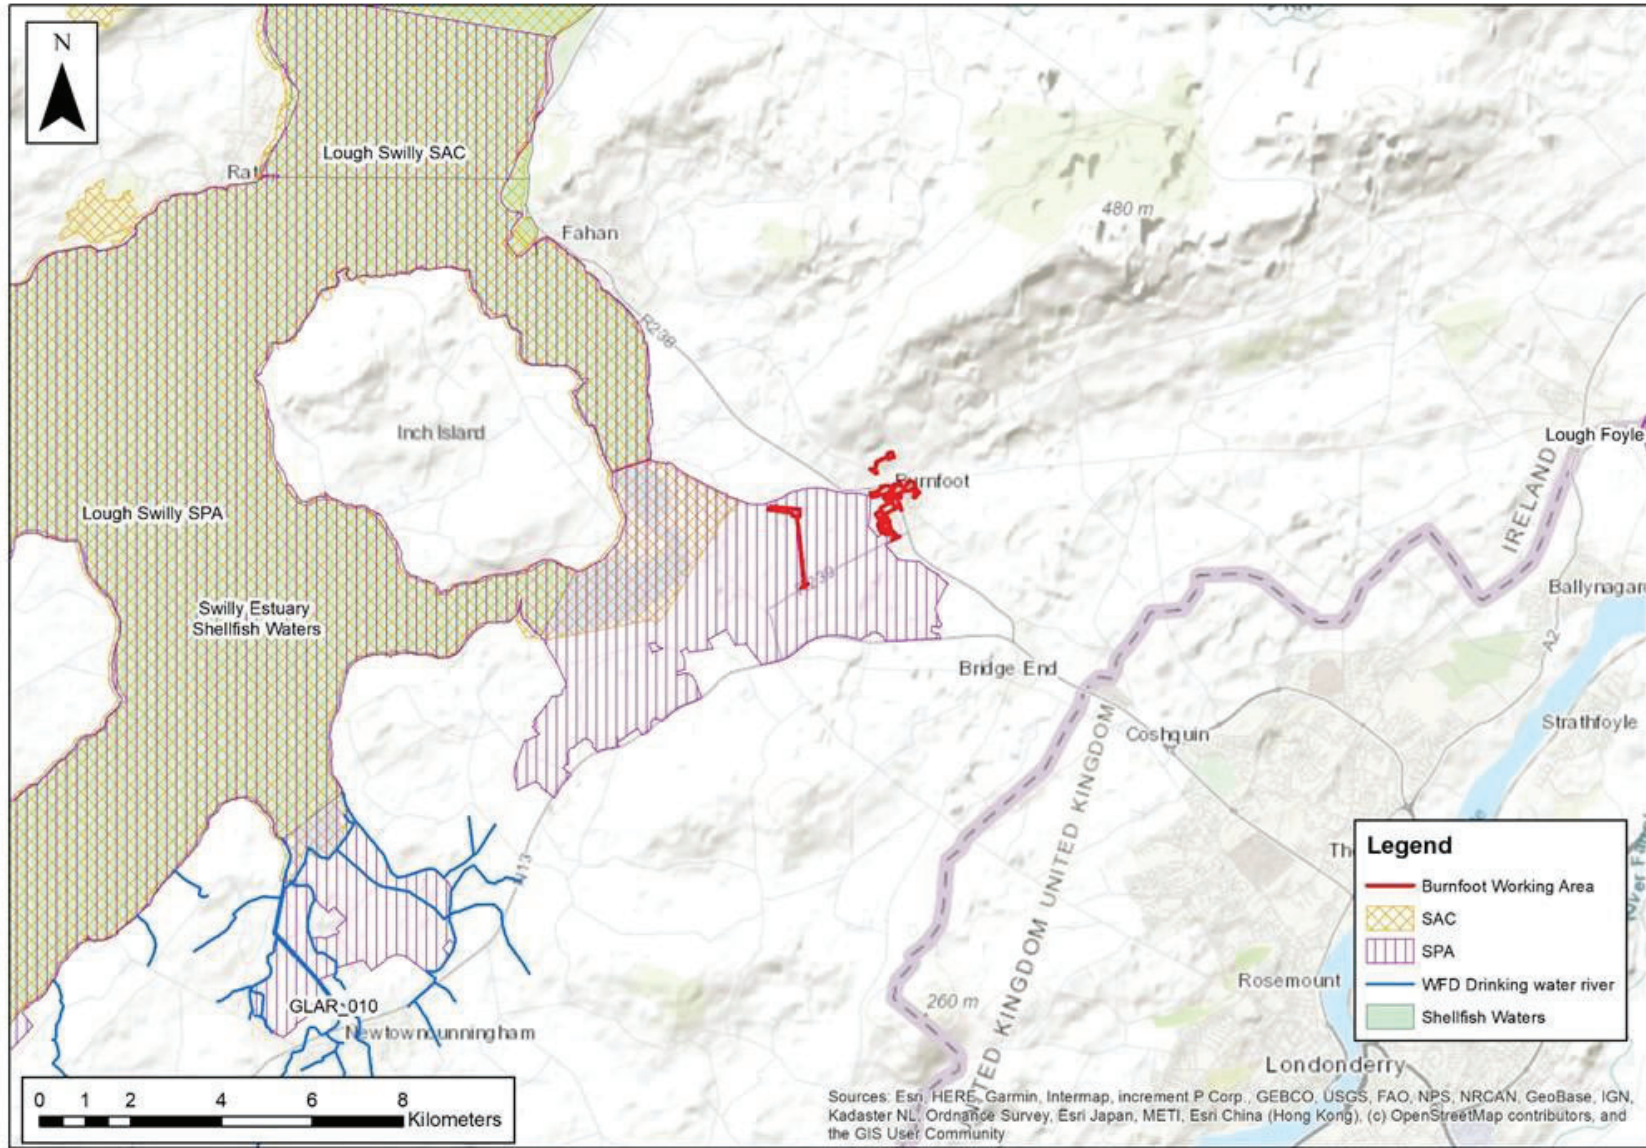 N
Lough Swilly SAC
Rat
Fahan
480 m
R238
Inch Island
Burnfoot
Lough Foyle
IRELAND
Lough Swilly SPA
R239
Ballynagard
Swilly Estuary
Shellfish Waters
A2
Bridge End
Coshquin
Strathfoyle
UNITED KINGDOM
UNITED KINGDOM
N13
GLAR_010
Newtowncunningham
260 m
Rosemount
Londonderry
Legend
Burnfoot Working Area
SAC
SPA
WFD Drinking water river
Shellfish Waters
0 1 2 4 6 8
Kilometers
Sources: Esri, HERE, Garmin, Intermap, increment P Corp., GEBCO, USGS, FAO, NPS, NRCAN, GeoBase, IGN,
Kadaster NL, Ordnance Survey, Esri Japan, METI, Esri China (Hong Kong), (c) OpenStreetMap contributors, and
the GIS User Community